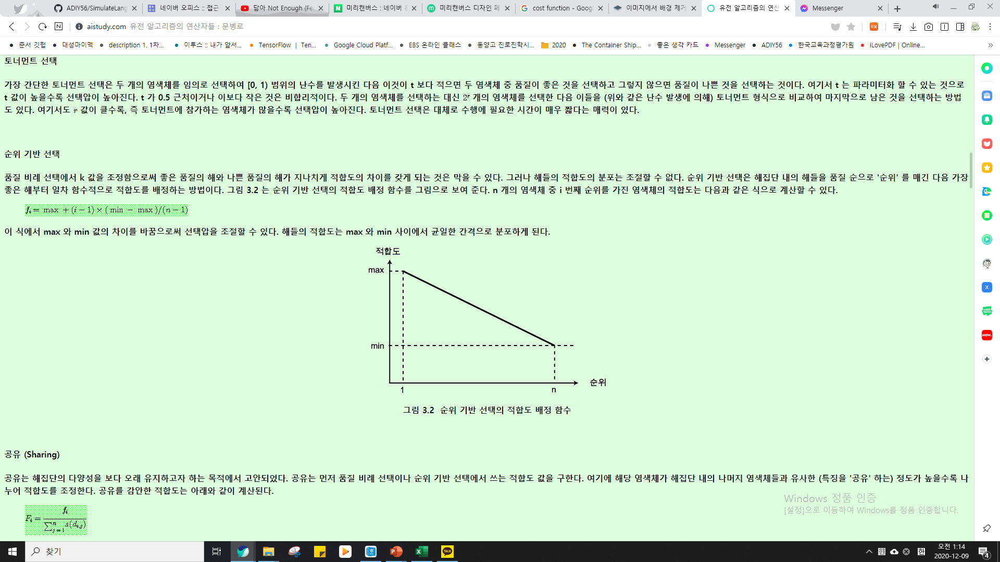 ADIY56/SimulateLang
네이버 오피스 :: 접근
담아 Not Enough (Fe
미리캔버스 : 네이버 통
미리캔버스 디자인 페
cost function - Goog
이미지에서 배경 제거
유전 알고리즘의 연산
Messenger
aistudy.com 유전 알고리즘의 연산자들 : 문병로
준서 깃헙
대성마이맥
description 1. 1차...
이투스 :: 내가 앞서...
TensorFlow | Ten...
Google Cloud Platf...
EBS 온라인 클래스
동양고 진로진학시...
2020
The Container Ship...
좋은 생각 카드
Messenger
ADIY56
한국교육과정평가원
iLovePDF | Online...
토너먼트 선택
가장 간단한 토너먼트 선택은 두 개의 염색체를 임의로 선택하여 [0, 1) 범위의 난수를 발생시킨 다음 이것이 t 보다 적으면 두 염색체 중 품질이 좋은 것을 선택하고 그렇지 않으면 품질이 나쁜 것을 선택하는 것이다. 여기서 t 는 파라미터화 할 수 있는 것으로
t 값이 높을수록 선택압이 높아진다. t 가 0.5 근처이거나 이보다 작은 것은 비합리적이다. 두 개의 염색체를 선택하는 대신 2^r 개의 염색체를 선택한 다음 이들을 (위와 같은 난수 발생에 의해) 토너먼트 형식으로 비교하여 마지막으로 남은 것을 선택하는 방법
도 있다. 여기서도 r 값이 클수록, 즉 토너먼트에 참가하는 염색체가 많을수록 선택압이 높아진다. 토너먼트 선택은 대체로 수행에 필요한 시간이 매우 짧다는 매력이 있다.
순위 기반 선택
품질 비례 선택에서 k 값을 조정함으로써 좋은 품질의 해와 나쁜 품질의 해가 지나치게 적합도의 차이를 갖게 되는 것은 막을 수 있다. 그러나 해들의 적합도의 분포는 조절할 수 없다. 순위 기반 선택은 해집단 내의 해들을 품질 순으로 '순위' 를 매긴 다음 가장
좋은 해부터 일차 함수적으로 적합도를 배정하는 방법이다. 그림 3.2 는 순위 기반 선택의 적합도 배정 함수를 그림으로 보여 준다. n 개의 염색체 중 i 번째 순위를 가진 염색체의 적합도는 다음과 같은 식으로 계산할 수 있다.
f_i = max + (i − 1) × ( min − max )/(n − 1)
이 식에서 max 와 min 값의 차이를 바꿈으로써 선택압을 조절할 수 있다. 해들의 적합도는 max 와 min 사이에서 균일한 간격으로 분포하게 된다.
적합도
max
min
순위
1
n
그림 3.2 순위 기반 선택의 적합도 배정 함수
공유 (Sharing)
공유는 해집단의 다양성을 보다 오래 유지하고자 하는 목적에서 고안되었다. 공유는 먼저 품질 비례 선택이나 순위 기반 선택에서 쓰는 적합도 값을 구한다. 여기에 해당 염색체가 해집단 내의 나머지 염색체들과 유사한 (특징을 '공유' 하는) 정도가 높을수록 나
누어 적합도를 조정한다. 공유를 감안한 적합도는 아래와 같이 계산된다.
F_i = f_i / ∑_{j=1}^n s(d_{i,j})
Windows 정품 인증
[설정]으로 이동하여 Windows를 정품 인증합니다.
찾기
오전 1:14
2020-12-09
4